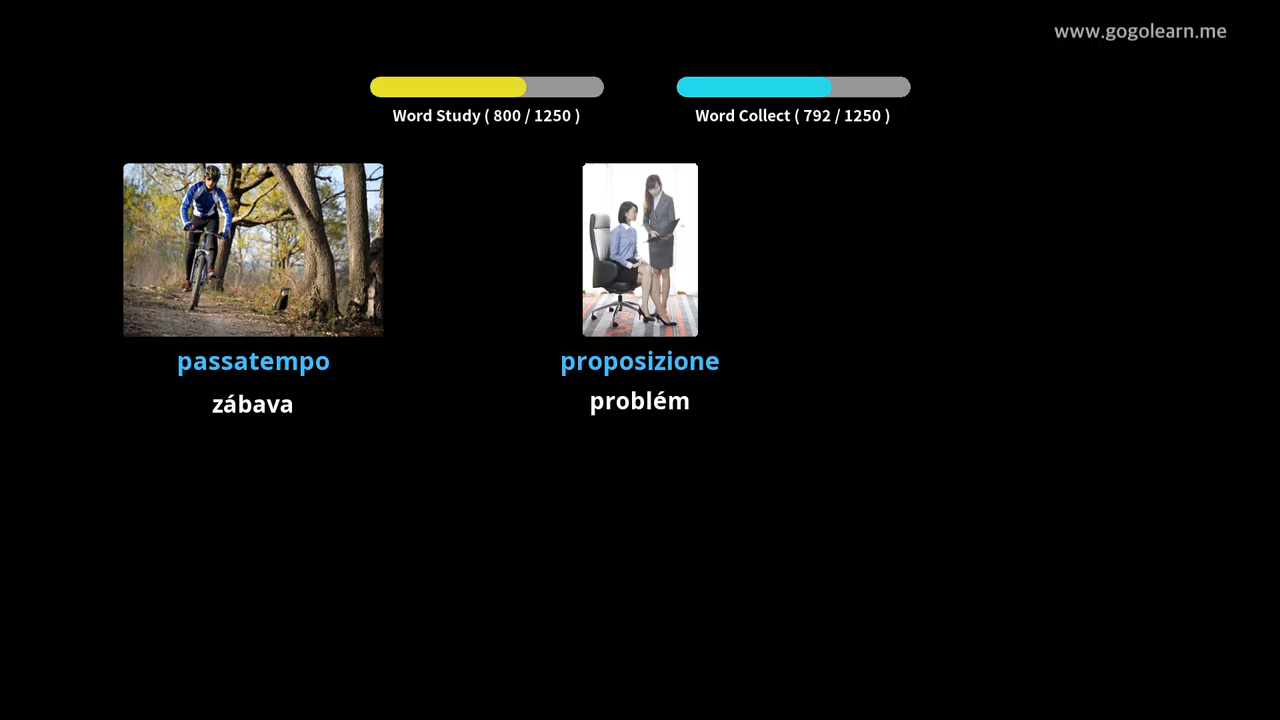 www.gogolearn.me
Word Study ( 800 / 1250 )
Word Collect ( 792 / 1250 )
passatempo
zábava
proposizione
problém